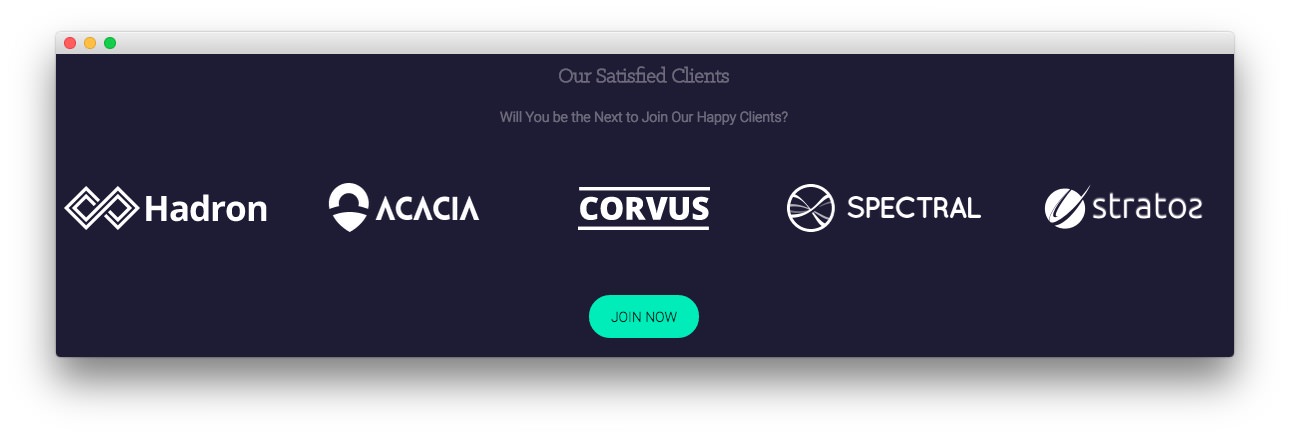 Our Satisfied Clients
Will You be the Next to Join Our Happy Clients?
Hadron
ACACIA
CORVUS
SPECTRAL
stratos
JOIN NOW